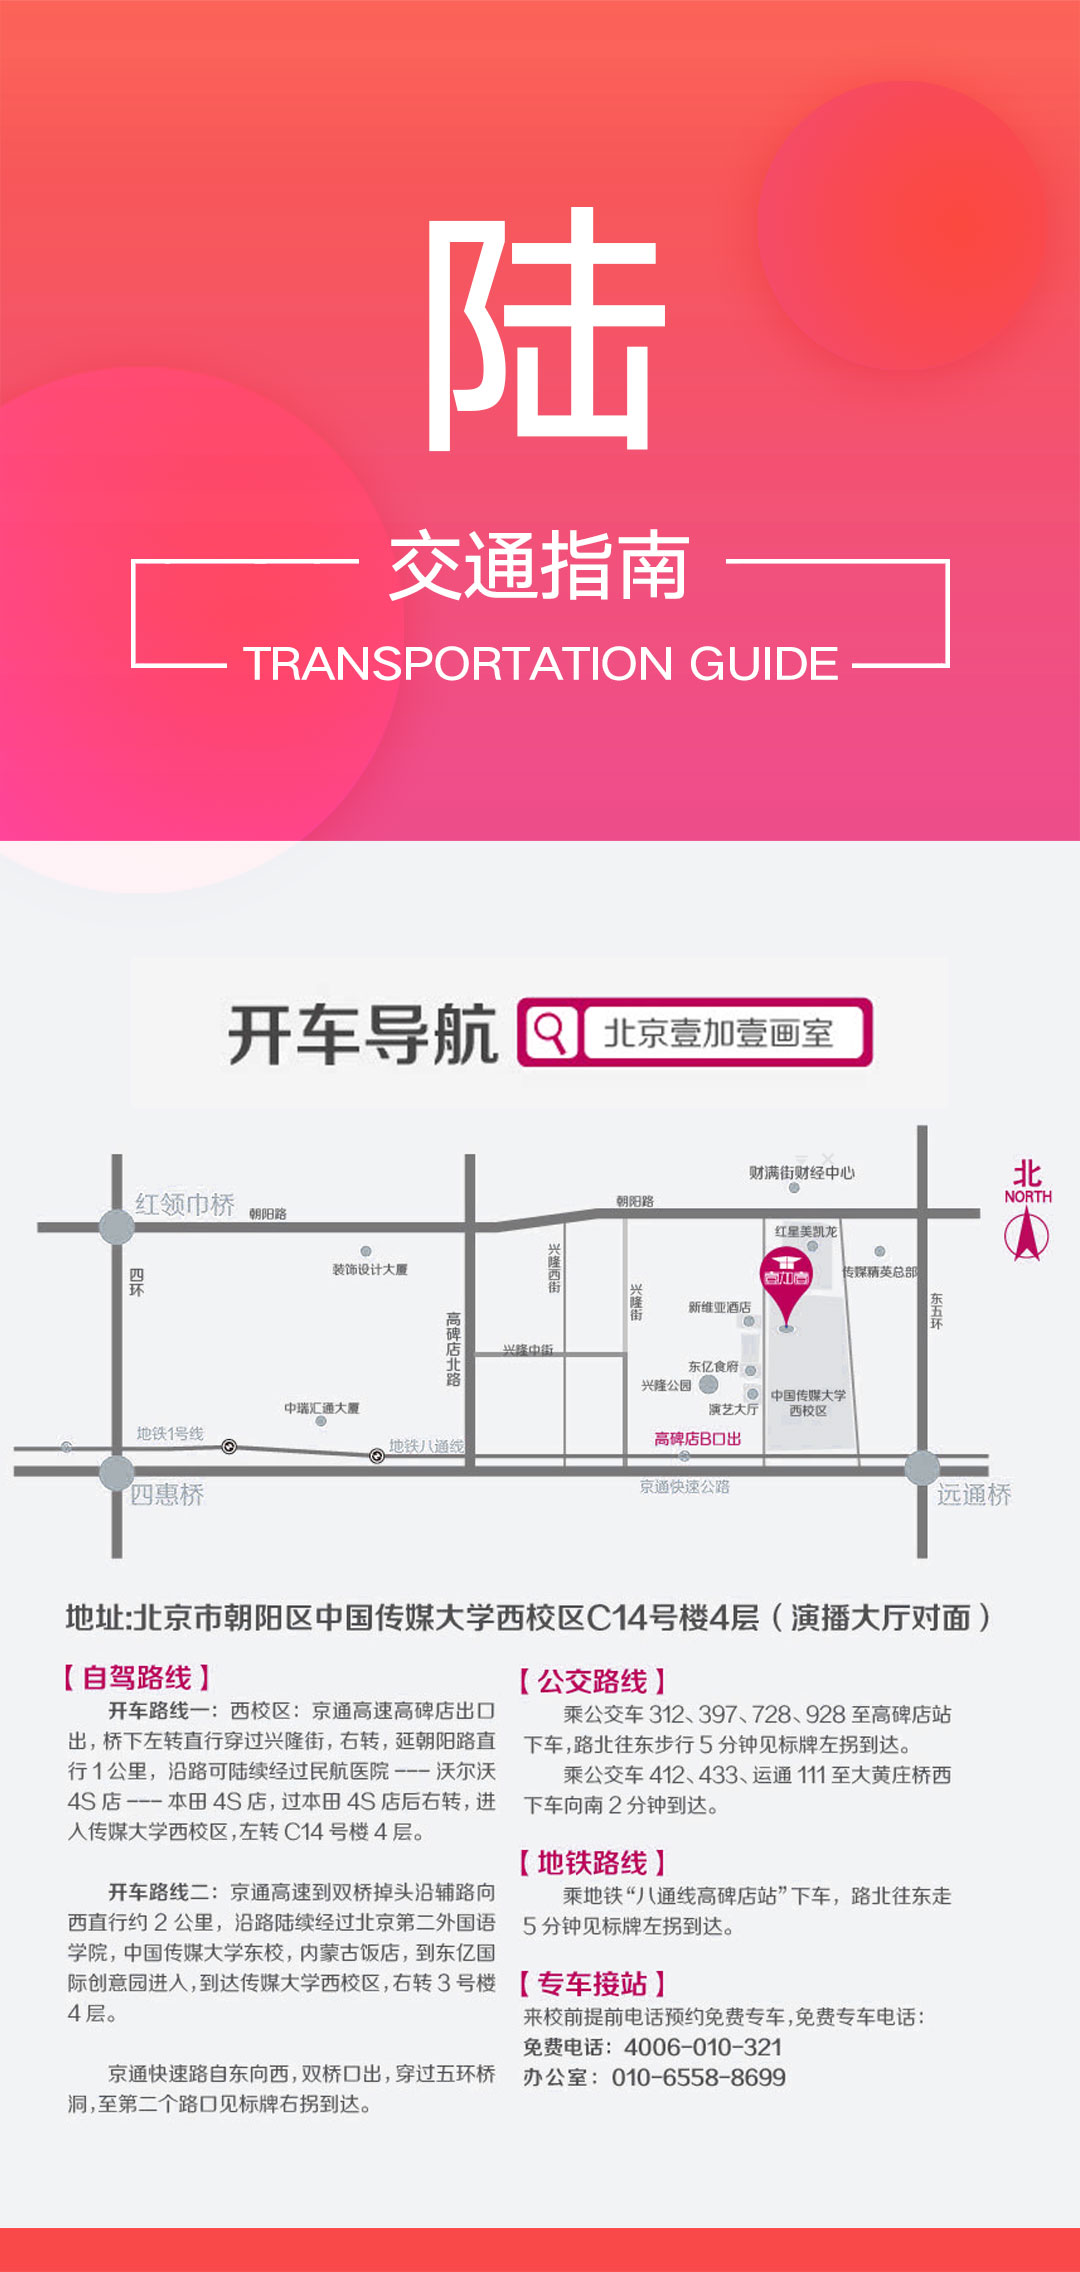 陆
交通指南
TRANSPORTATION GUIDE
开车导航
北京壹加壹画室
财满街财经中心
北
NORTH
红领巾桥
朝阳路
朝阳路
红星美凯龙
装饰设计大厦
四环
兴隆西街
兴隆街
壹加壹
传媒精英总部
东五环
新维亚酒店
高碑店北路
兴隆中街
东亿食府
兴隆公园
中国传媒大学
西校区
演艺大厅
中瑞汇通大厦
地铁1号线
地铁八通线
高碑店B口出
四惠桥
京通快速公路
远通桥
地址:北京市朝阳区中国传媒大学西校区C14号楼4层（演播大厅对面）
【自驾路线】
开车路线一：西校区：京通高速高碑店出口
出，桥下左转直行穿过兴隆街，右转，延朝阳路直
行1公里，沿路可陆续经过民航医院---沃尔沃
4S店---本田4S店，过本田4S店后右转，进
入传媒大学西校区，左转C14号楼4层。
开车路线二：京通高速到双桥掉头沿辅路向
西直行约2公里，沿路陆续经过北京第二外国语
学院，中国传媒大学东校，内蒙古饭店，到东亿国
际创意园进入，到达传媒大学西校区，右转3号楼
4层。
京通快速路自东向西，双桥口出，穿过五环桥
洞，至第二个路口见标牌右拐到达。
【公交路线】
乘公交车312、397、728、928至高碑店站
下车，路北往东步行5分钟见标牌左拐到达。
乘公交车412、433、运通111至大黄庄桥西
下车向南2分钟到达。
【地铁路线】
乘地铁“八通线高碑店站”下车，路北往东走
5分钟见标牌左拐到达。
【专车接站】
来校前提前电话预约免费专车，免费专车电话：
免费电话：4006-010-321
办公室：010-6558-8699